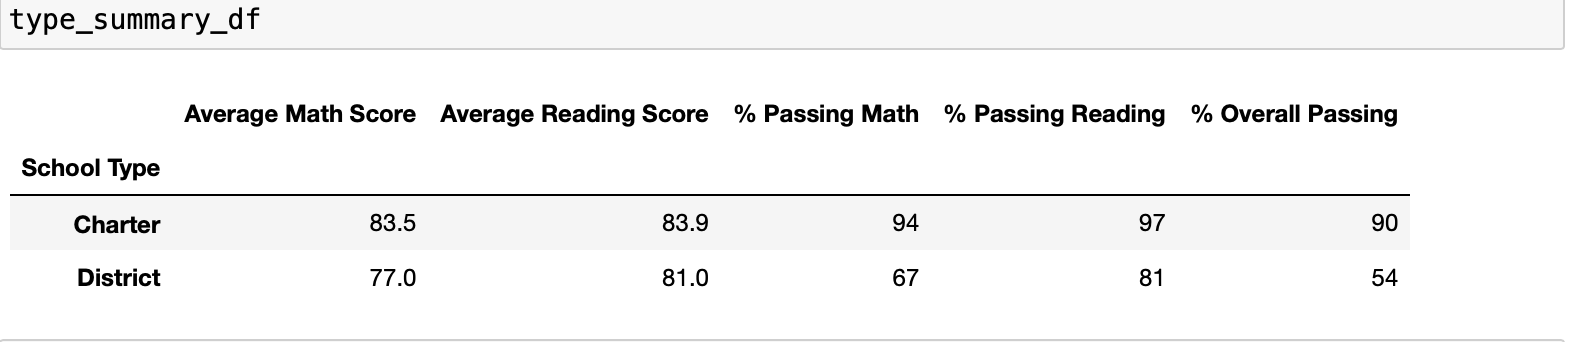 type_summary_df
Average Math Score Average Reading Score % Passing Math % Passing Reading % Overall Passing
School Type
Charter 83.5 83.9 94 97 90
District 77.0 81.0 67 81 54